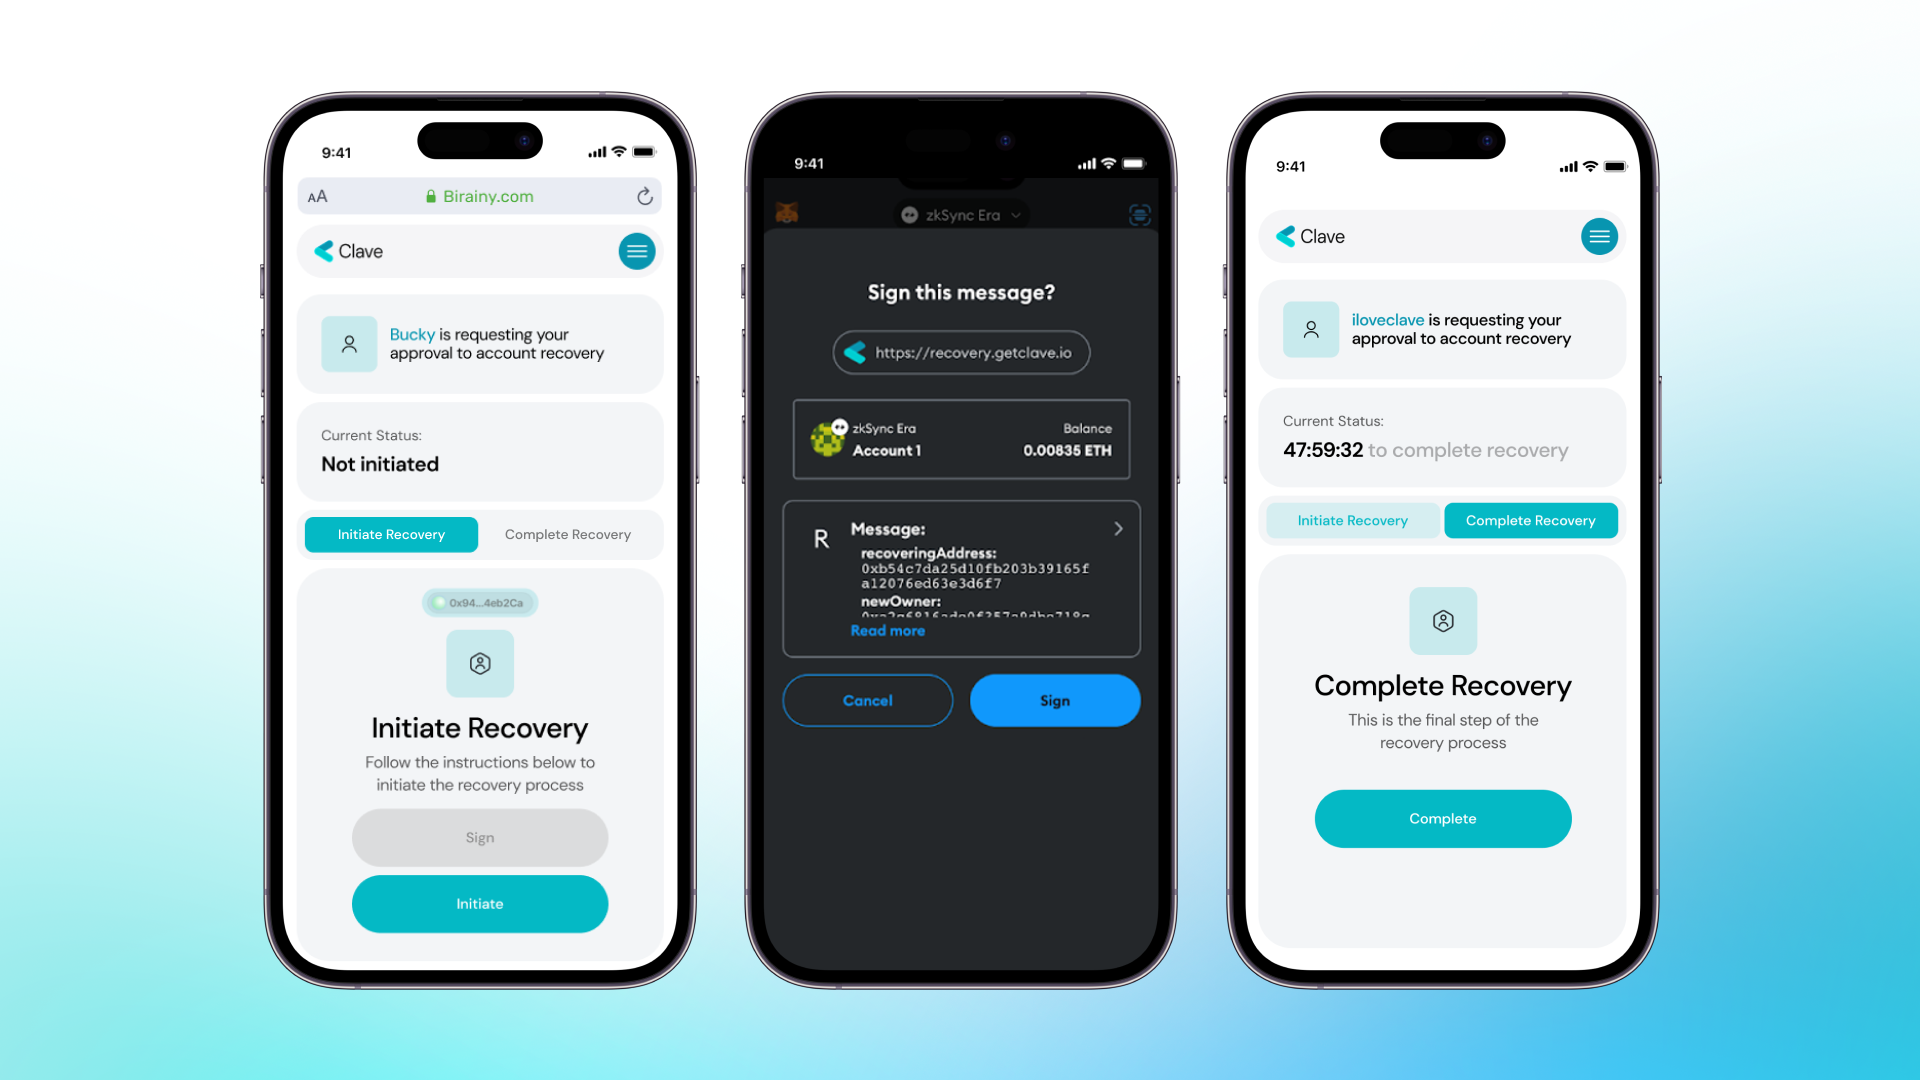 9:41
AA
Birainy.com
Clave
Bucky is requesting your
approval to account recovery
Current Status:
Not initiated
Initiate Recovery
Complete Recovery
0x94...4eb2Ca
Initiate Recovery
Follow the instructions below to
initiate the recovery process
Sign
Initiate
9:41
zkSync Era
Sign this message?
https://recovery.getclave.io
zkSync Era
Account 1
Balance
0.00835 ETH
R
Message:
recoveringAddress:
0xb54c7da25d10fb203b39165f
a12076ed63e3d6f7
newOwner:
Read more
Cancel
Sign
9:41
Clave
iloveclave is requesting your
approval to account recovery
Current Status:
47:59:32 to complete recovery
Initiate Recovery
Complete Recovery
Complete Recovery
This is the final step of the
recovery process
Complete